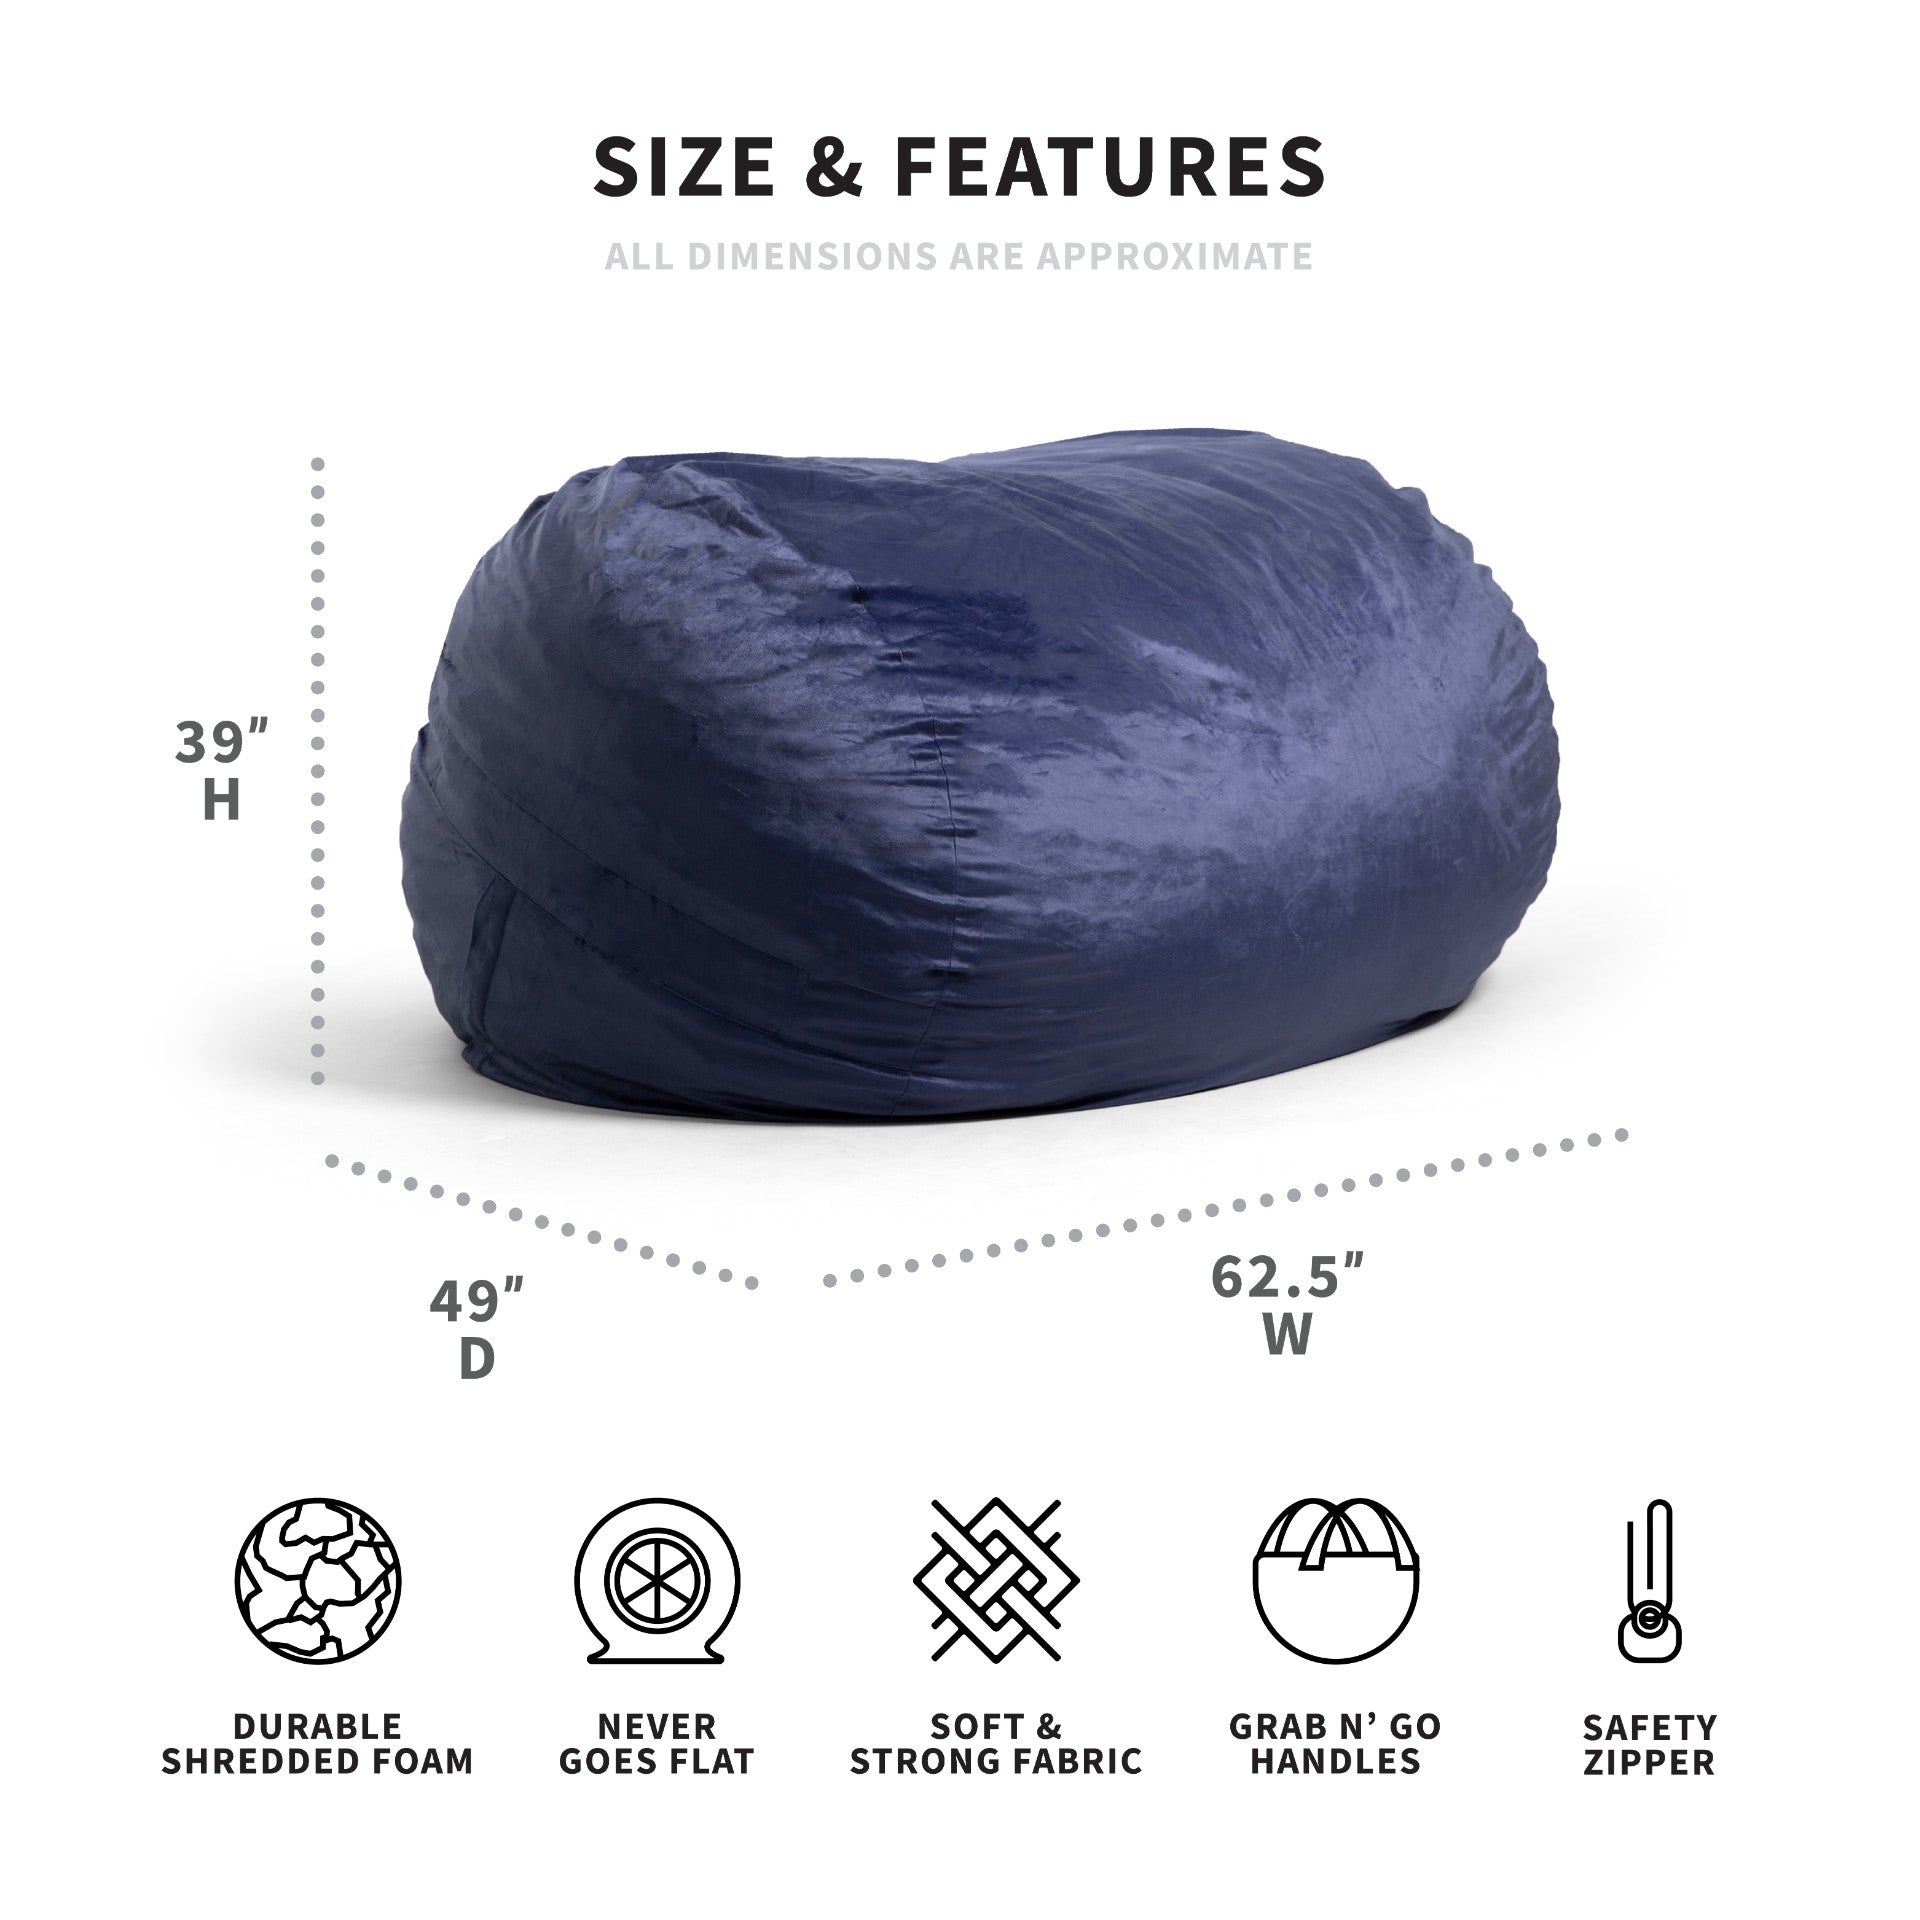 SIZE & FEATURES
ALL DIMENSIONS ARE APPROXIMATE
39"
H
49"
D
62.5"
W
DURABLE
SHREDDED FOAM
NEVER
GOES FLAT
SOFT &
STRONG FABRIC
GRAB N’ GO
HANDLES
SAFETY
ZIPPER